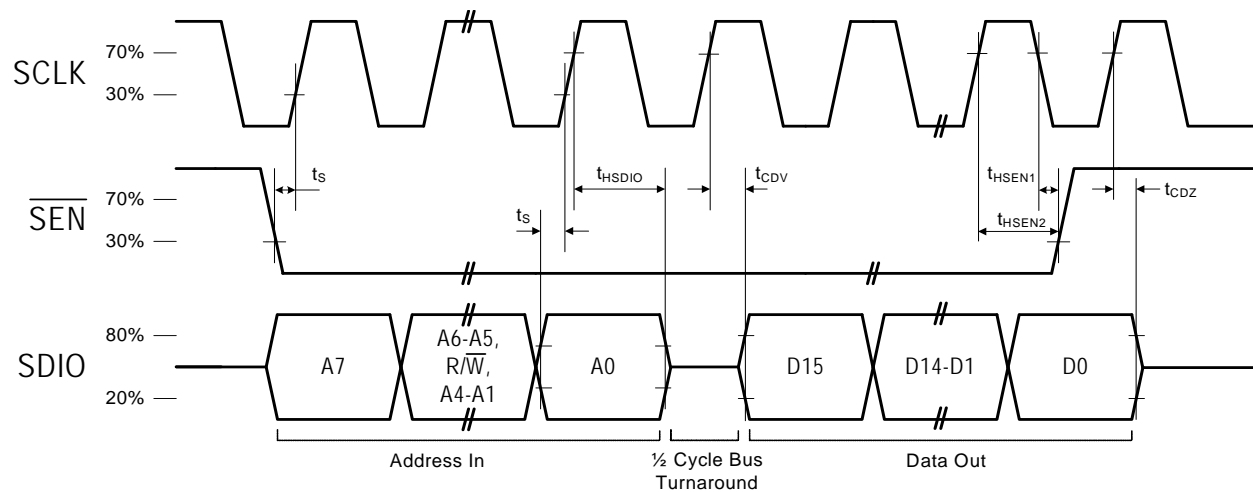 SCLK
70%
30%
SEN
70%
30%
tS
tS
tHSDIO
tCDV
tHSEN1
tHSEN2
tCDZ
SDIO
80%
20%
A7
A6-A5,
R/W,
A4-A1
A0
D15
D14-D1
D0
Address In
½ Cycle Bus
Turnaround
Data Out